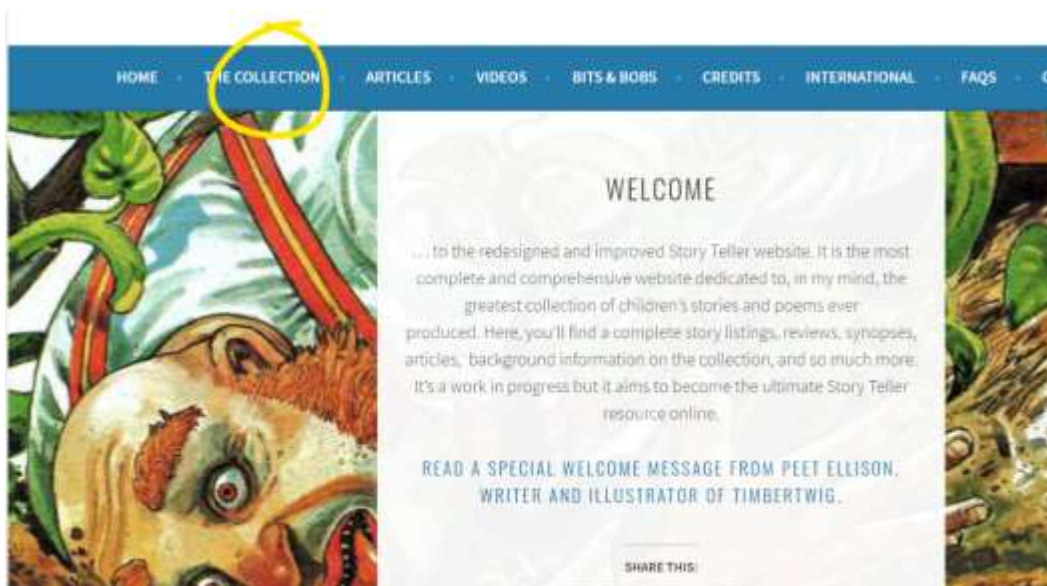 HOME THE COLLECTION ARTICLES VIDEOS BITS & BOBS CREDITS INTERNATIONAL FAQS
WELCOME
... to the redesigned and improved Story Teller website. It is the most
complete and comprehensive website dedicated to, in my mind, the
greatest collection of children's stories and poems ever
produced. Here, you'll find a complete story listings, reviews, synopses,
articles, background information on the collection, and so much more.
It's a work in progress but it aims to become the ultimate Story Teller
resource online.
READ A SPECIAL WELCOME MESSAGE FROM PEET ELLISON.
WRITER AND ILLUSTRATOR OF TIMBERTWIG.
SHARE THIS: